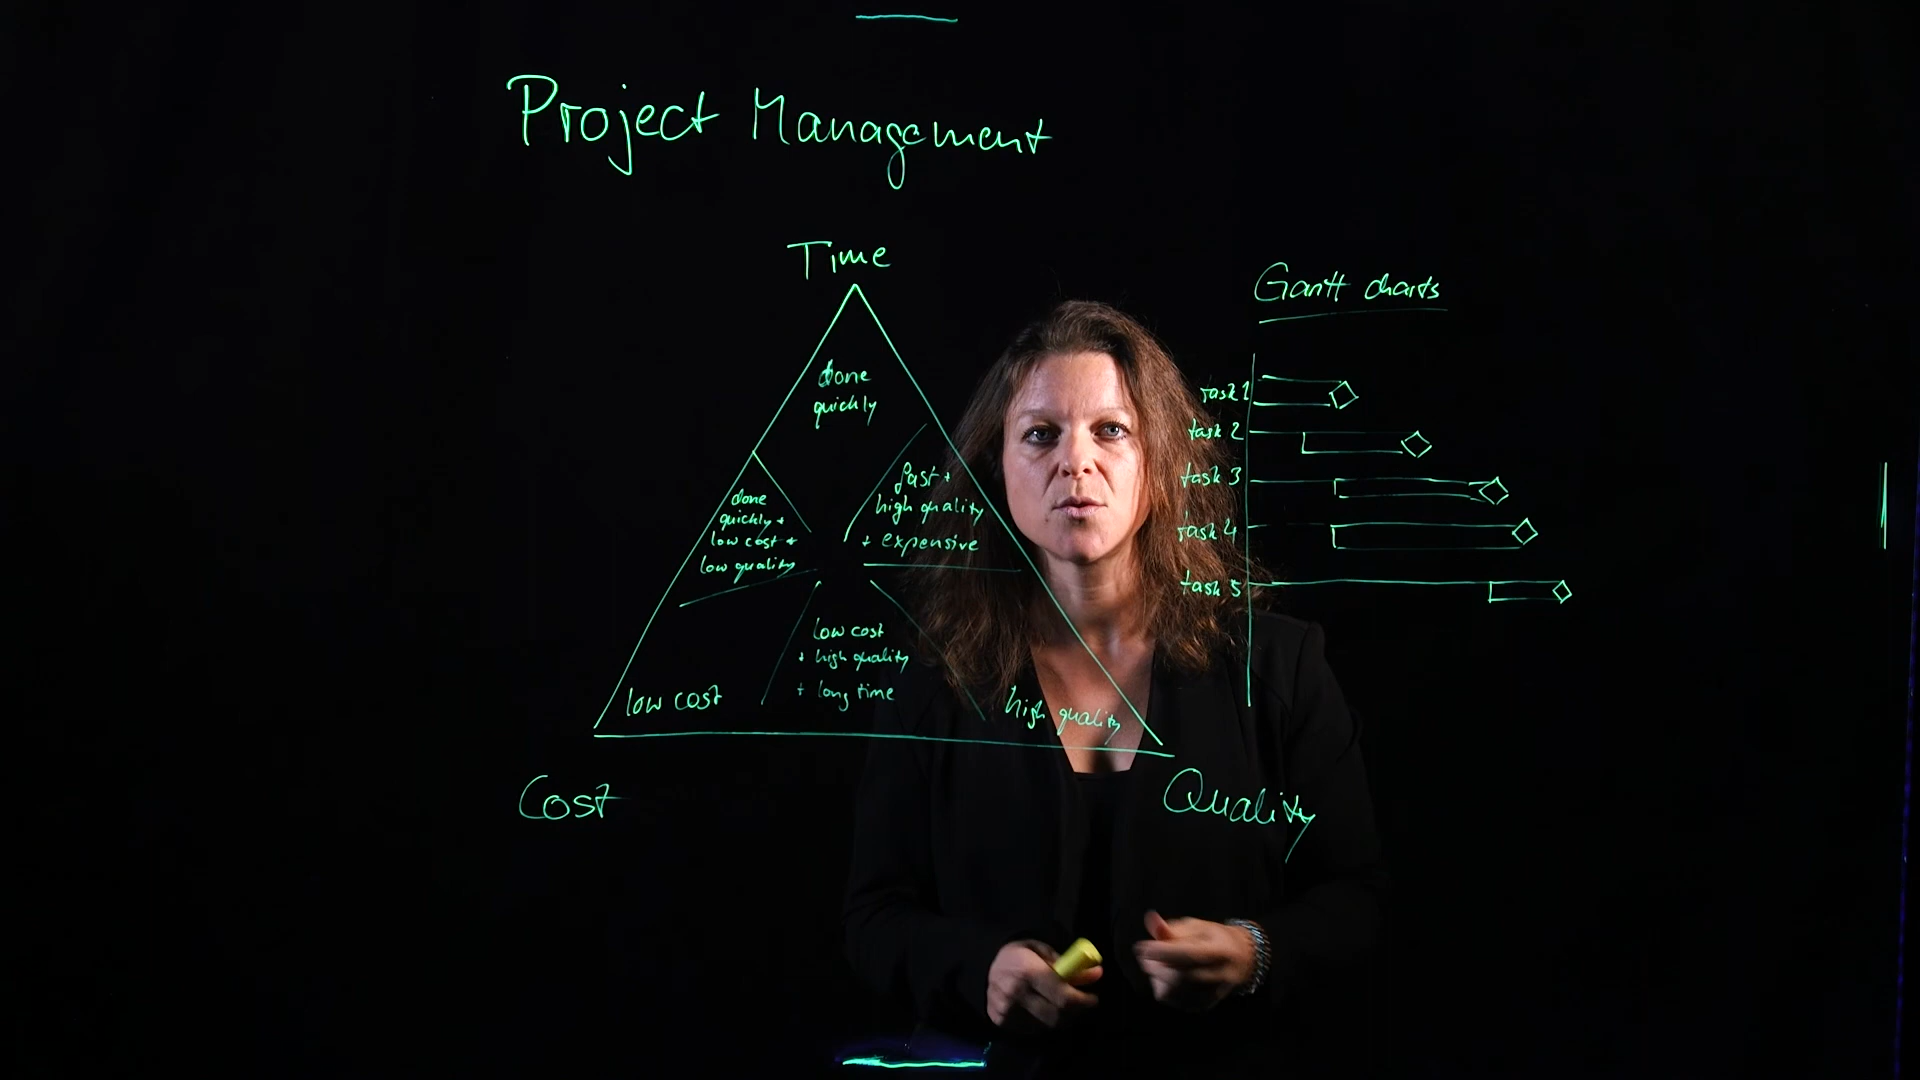 Project Management
Time
done
quickly
done
quickly +
low cost +
low quality
fast +
high quality
+ expensive
low cost
+ high quality
+ long time
low cost
high quality
Cost
Quality
Gantt charts
task 1
task 2
task 3
task 4
task 5